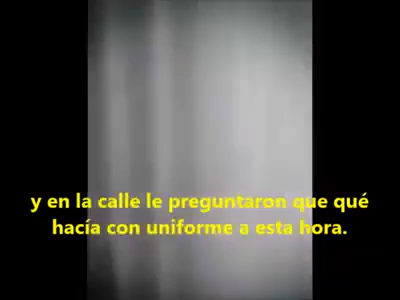 y en la calle le preguntaron que qué
hacía con uniforme a esta hora.